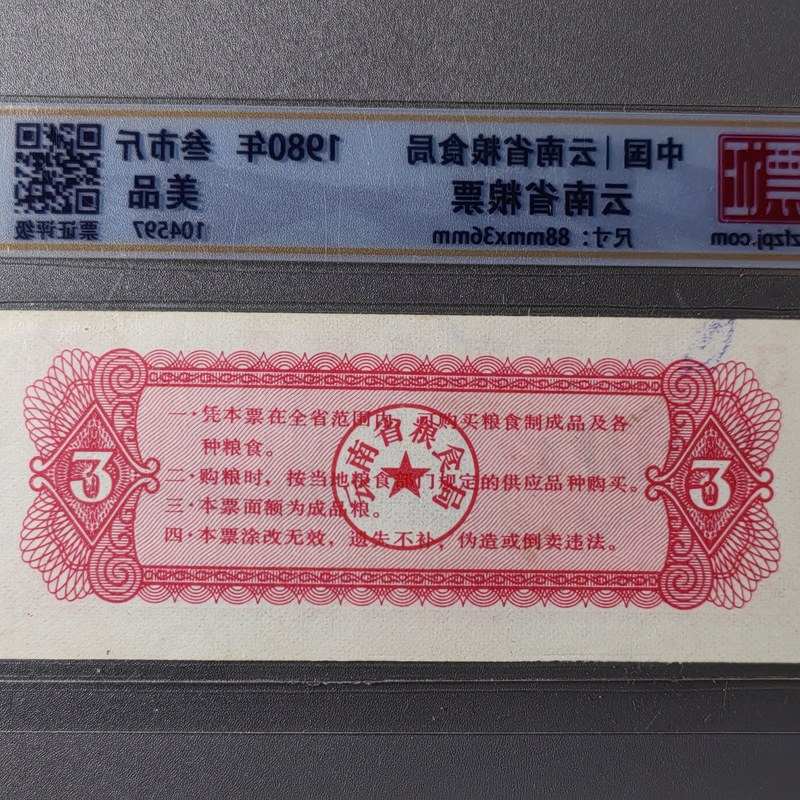 中国|云南省粮食局 1980年 叁市斤
云南省粮票 美品
尺寸：88mmx36mm 104597 票证评级
zfzpj.com
一·凭本票在全省范围内，可购买粮食制成品及各
种粮食。
二·购粮时，按当地粮食部门规定的供应品种购买。
三·本票面额为成品粮。
四·本票涂改无效，遗失不补，伪造或倒卖违法。
云南省粮食局
3
3